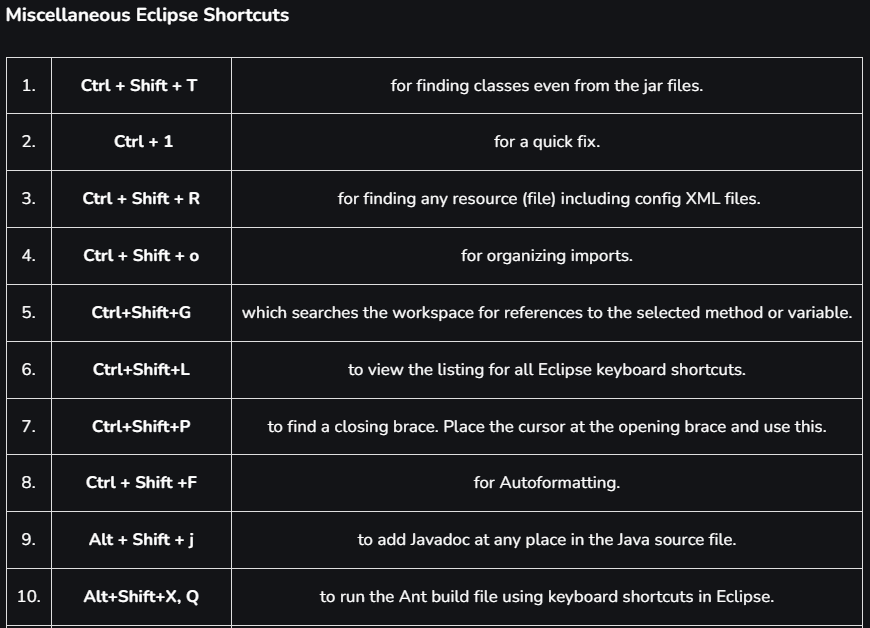 Miscellaneous Eclipse Shortcuts
1. Ctrl + Shift + T for finding classes even from the jar files.
2. Ctrl + 1 for a quick fix.
3. Ctrl + Shift + R for finding any resource (file) including config XML files.
4. Ctrl + Shift + o for organizing imports.
5. Ctrl+Shift+G which searches the workspace for references to the selected method or variable.
6. Ctrl+Shift+L to view the listing for all Eclipse keyboard shortcuts.
7. Ctrl+Shift+P to find a closing brace. Place the cursor at the opening brace and use this.
8. Ctrl + Shift +F for Autoformatting.
9. Alt + Shift + j to add Javadoc at any place in the Java source file.
10. Alt+Shift+X, Q to run the Ant build file using keyboard shortcuts in Eclipse.